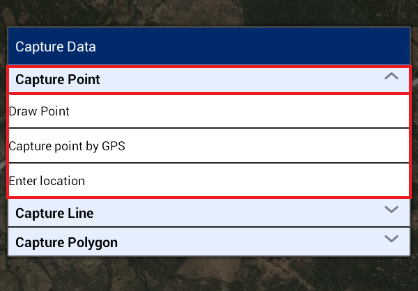 Capture Data
Capture Point
Draw Point
Capture point by GPS
Enter location
Capture Line
Capture Polygon